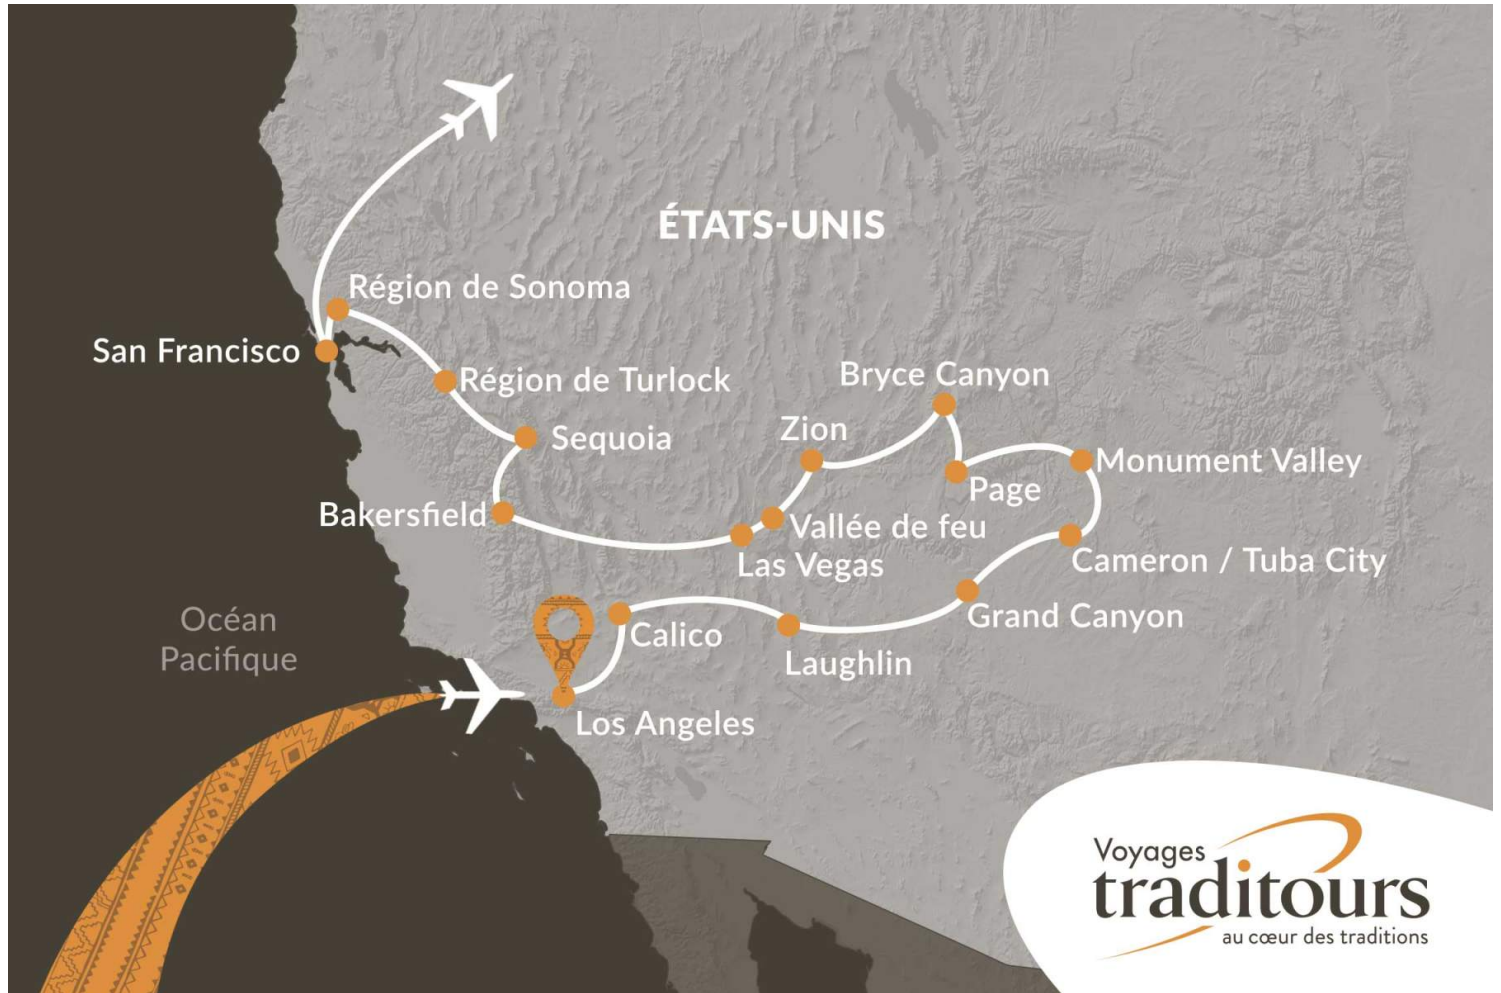 ÉTATS-UNIS
Région de Sonoma
San Francisco
Région de Turlock
Bryce Canyon
Zion
Sequoia
Monument Valley
Page
Bakersfield
Vallée de feu
Las Vegas
Cameron / Tuba City
Grand Canyon
Océan
Pacifique
Calico
Laughlin
Los Angeles
Voyages
traditours
au cœur des traditions